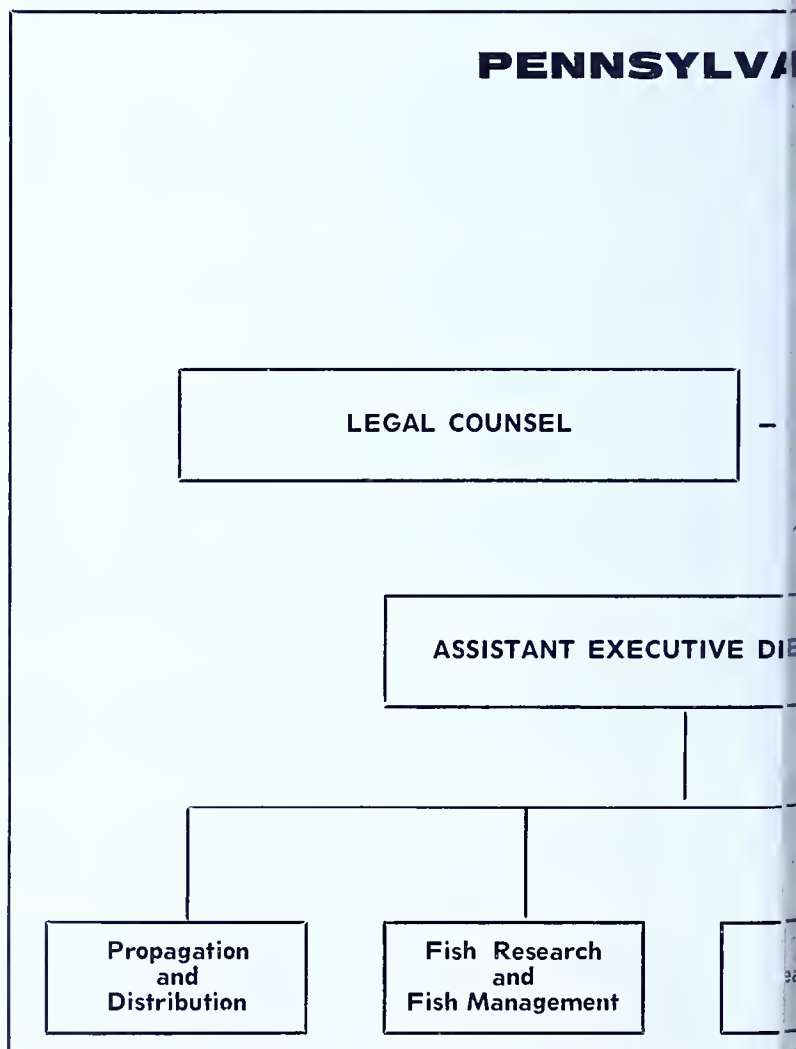 PENNSYLVA
LEGAL COUNSEL
ASSISTANT EXECUTIVE DI
Propagation
and
Distribution
Fish Research
and
Fish Management